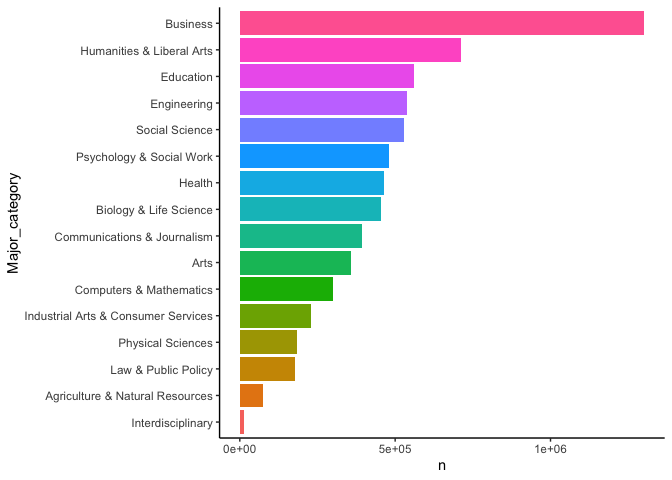 Business
Humanities & Liberal Arts
Education
Engineering
Social Science
Psychology & Social Work
Health
Biology & Life Science
Communications & Journalism
Arts
Computers & Mathematics
Industrial Arts & Consumer Services
Physical Sciences
Law & Public Policy
Agriculture & Natural Resources
Interdisciplinary
Major_category
0e+00 5e+05 1e+06
n